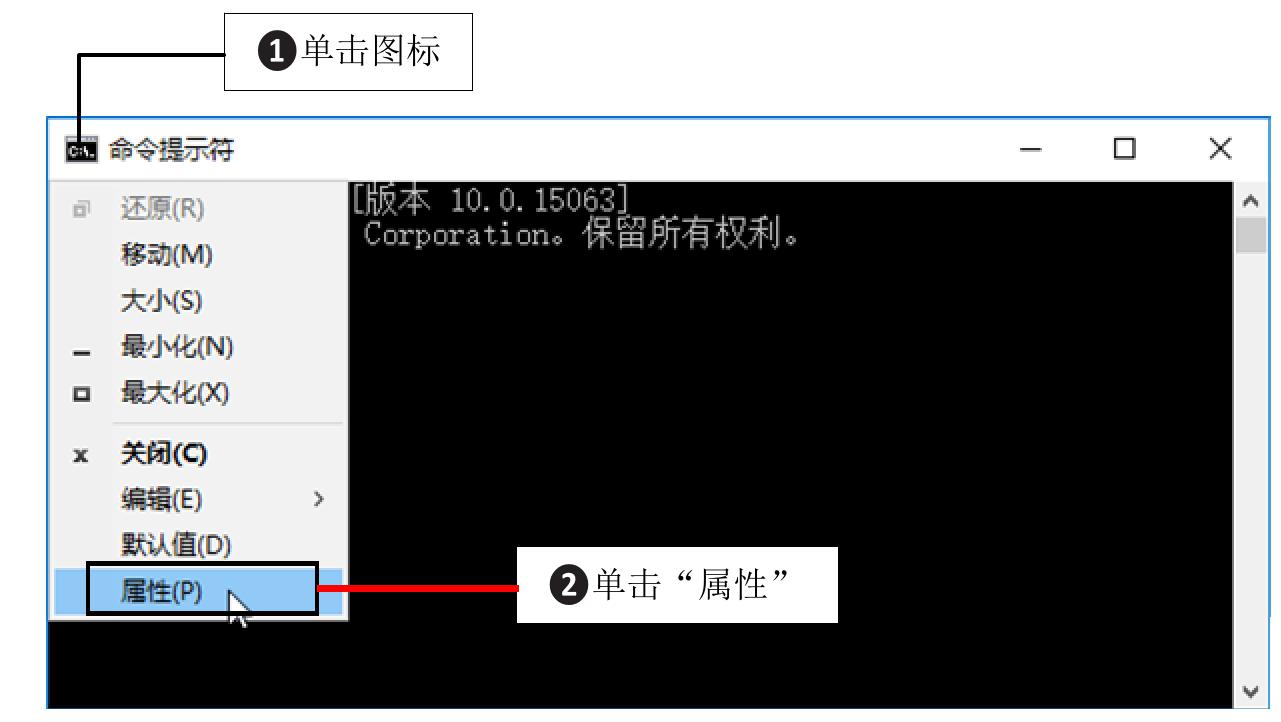 ❶单击图标
命令提示符
还原(R)
移动(M)
大小(S)
最小化(N)
最大化(X)
关闭(C)
编辑(E)
默认值(D)
属性(P)
[版本 10.0.15063]
Corporation。保留所有权利。
❷单击“属性”